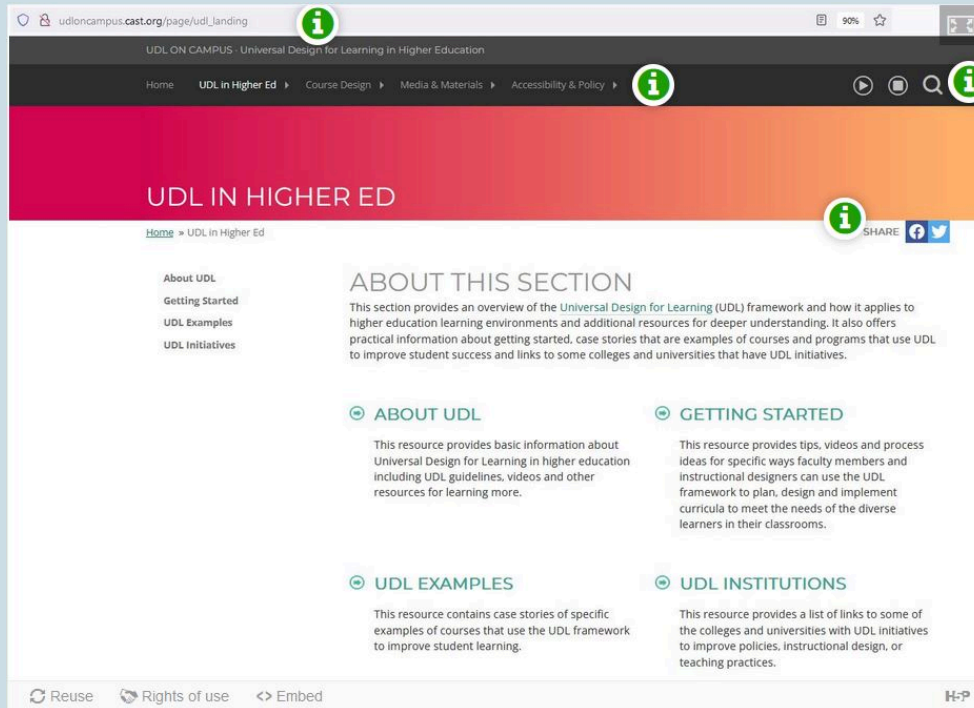 udloncampus.cast.org/page/udl_landing
90%
UDL ON CAMPUS · Universal Design for Learning in Higher Education
Home UDL in Higher Ed Course Design Media & Materials Accessibility & Policy
UDL IN HIGHER ED
Home » UDL in Higher Ed
SHARE
About UDL
Getting Started
UDL Examples
UDL Initiatives
ABOUT THIS SECTION
This section provides an overview of the Universal Design for Learning (UDL) framework and how it applies to
higher education learning environments and additional resources for deeper understanding. It also offers
practical information about getting started, case stories that are examples of courses and programs that use UDL
to improve student success and links to some colleges and universities that have UDL initiatives.
ABOUT UDL
This resource provides basic information about
Universal Design for Learning in higher education
including UDL guidelines, videos and other
resources for learning more.
GETTING STARTED
This resource provides tips, videos and process
ideas for specific ways faculty members and
instructional designers can use the UDL
framework to plan, design and implement
curricula to meet the needs of the diverse
learners in their classrooms.
UDL EXAMPLES
This resource contains case stories of specific
examples of courses that use the UDL framework
to improve student learning.
UDL INSTITUTIONS
This resource provides a list of links to some of
the colleges and universities with UDL initiatives
to improve policies, instructional design, or
teaching practices.
Reuse Rights of use <> Embed
H5P